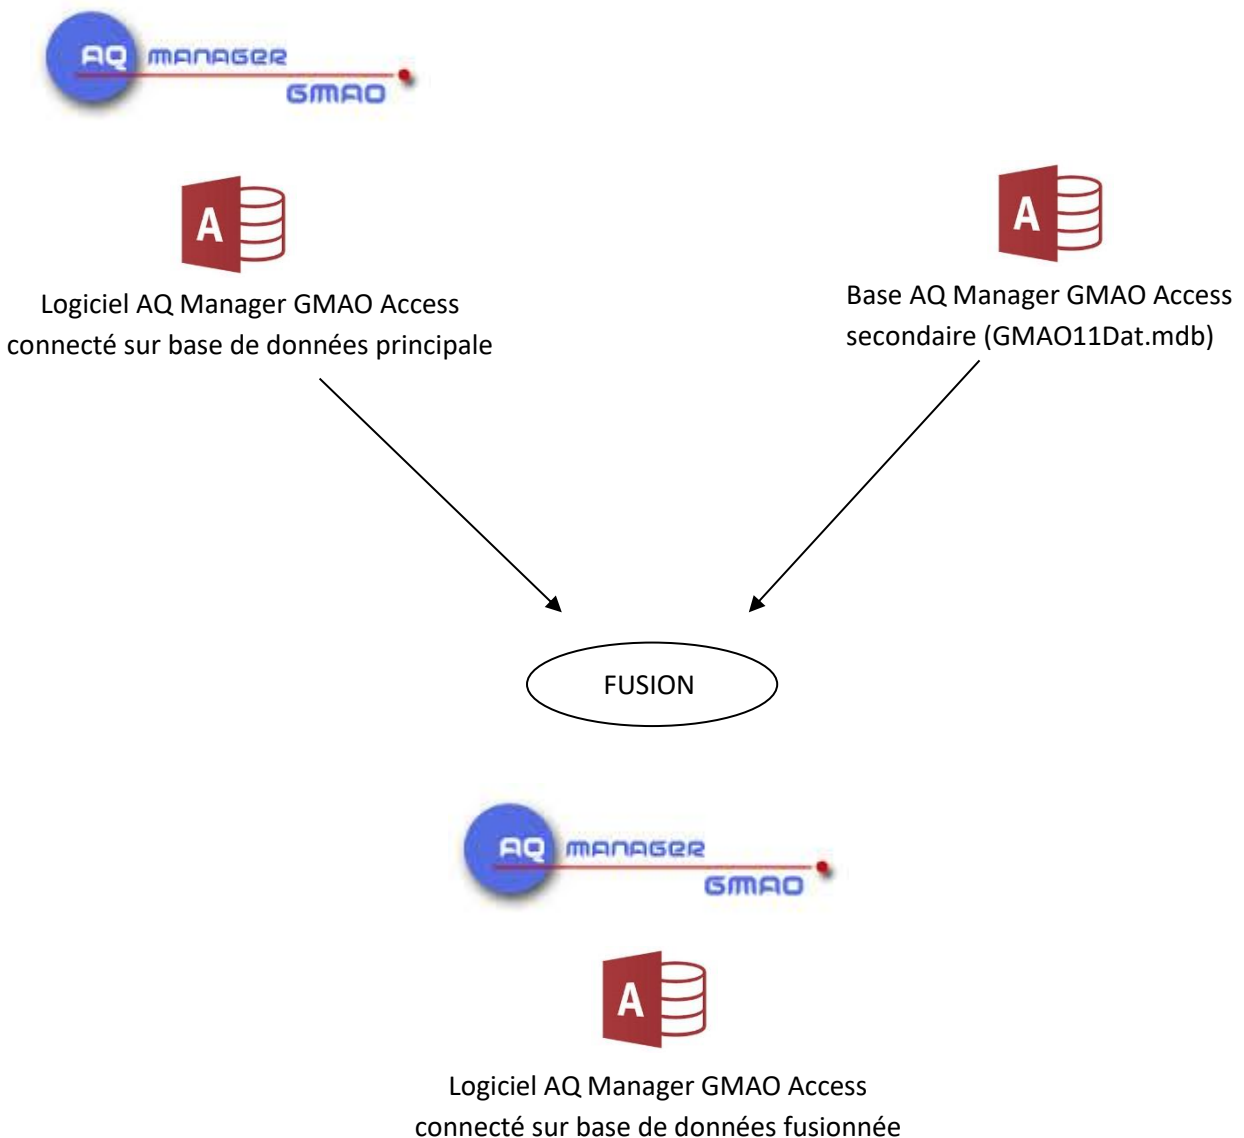 AQ MANAGER
GMAO
A
Logiciel AQ Manager GMAO Access
connecté sur base de données principale
A
Base AQ Manager GMAO Access
secondaire (GMAO11Dat.mdb)
FUSION
AQ MANAGER
GMAO
A
Logiciel AQ Manager GMAO Access
connecté sur base de données fusionnée